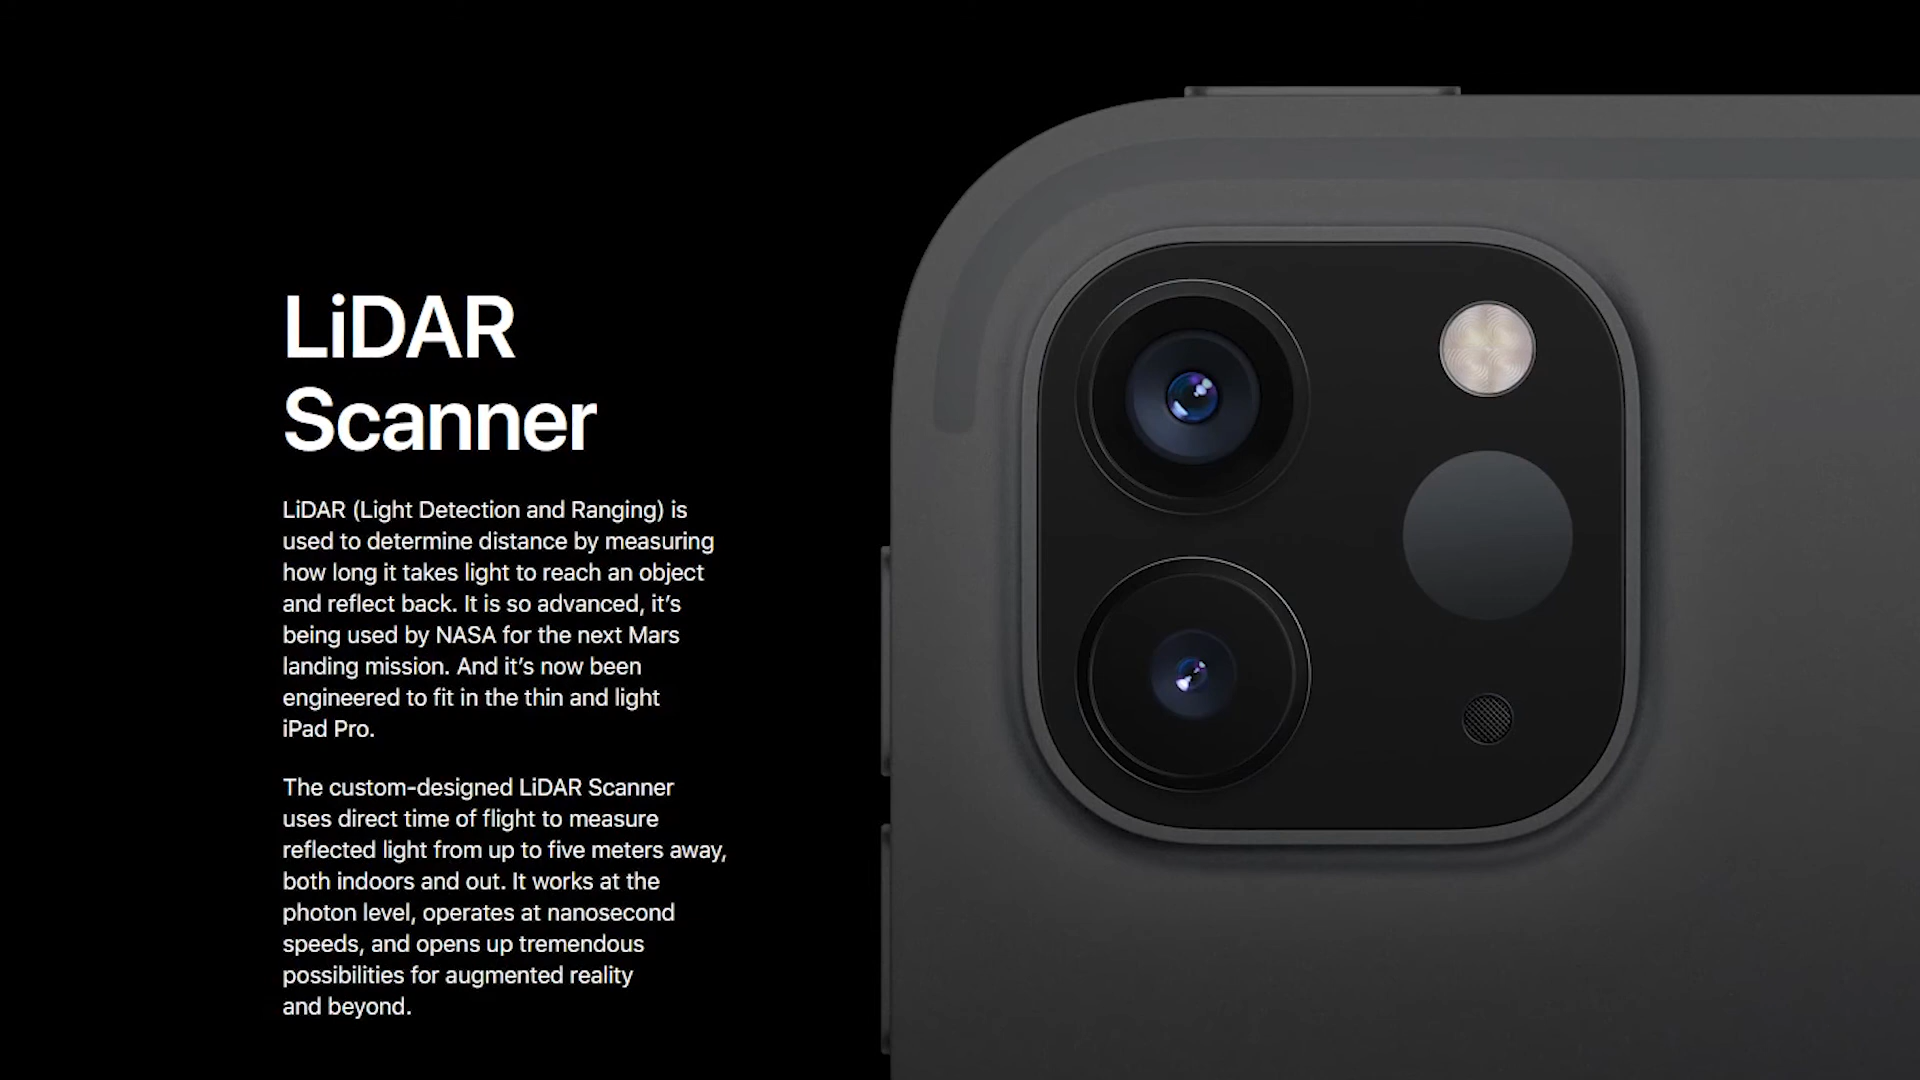 LiDAR
Scanner
LiDAR (Light Detection and Ranging) is
used to determine distance by measuring
how long it takes light to reach an object
and reflect back. It is so advanced, it’s
being used by NASA for the next Mars
landing mission. And it’s now been
engineered to fit in the thin and light
iPad Pro.
The custom-designed LiDAR Scanner
uses direct time of flight to measure
reflected light from up to five meters away,
both indoors and out. It works at the
photon level, operates at nanosecond
speeds, and opens up tremendous
possibilities for augmented reality
and beyond.